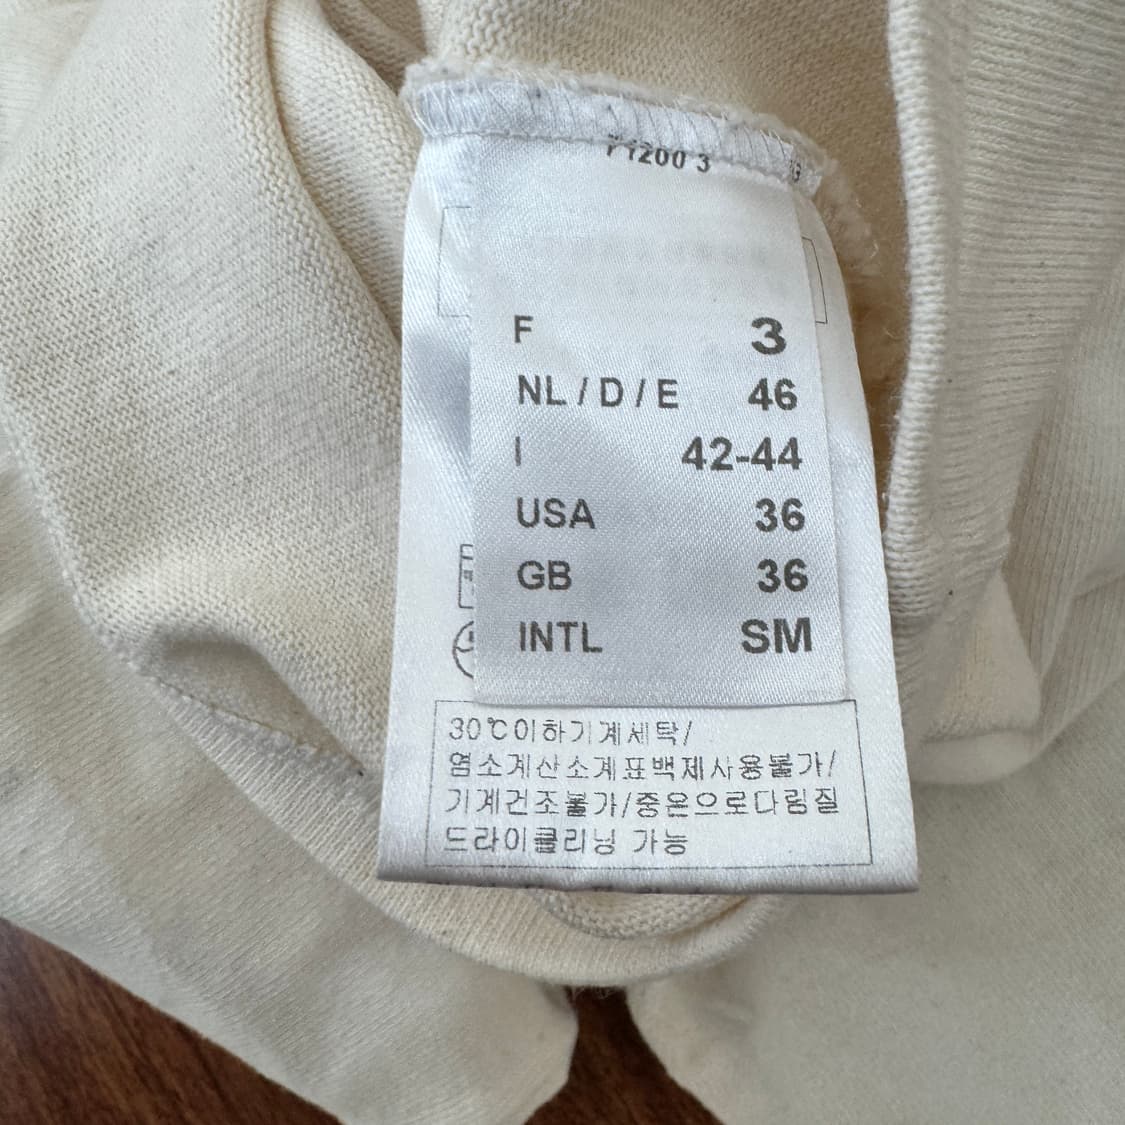 71200 3
F 3
NL / D / E 46
I 42-44
USA 36
GB 36
INTL SM
30℃이하기계세탁/
염소계산소계표백제사용불가/
기계건조불가/중온으로다림질
드라이클리닝 가능